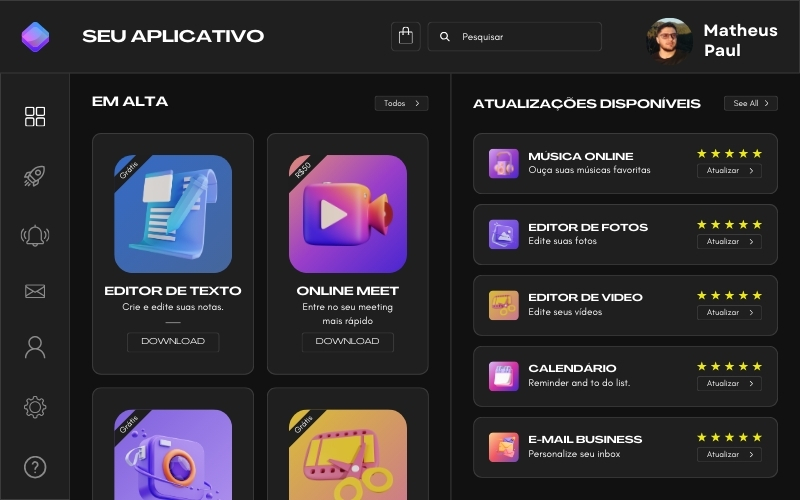 SEU APLICATIVO
Pesquisar
Matheus
Paul
EM ALTA
Todos
Grátis
EDITOR DE TEXTO
Crie e edite suas notas.
DOWNLOAD
R$50
ONLINE MEET
Entre no seu meeting
mais rápido
DOWNLOAD
Grátis
Grátis
ATUALIZAÇÕES DISPONÍVEIS
See All
MÚSICA ONLINE
Ouça suas músicas favoritas
Atualizar
EDITOR DE FOTOS
Edite suas fotos
Atualizar
EDITOR DE VIDEO
Edite seus vídeos
Atualizar
CALENDÁRIO
Reminder and to do list.
Atualizar
E-MAIL BUSINESS
Personalize seu inbox
Atualizar